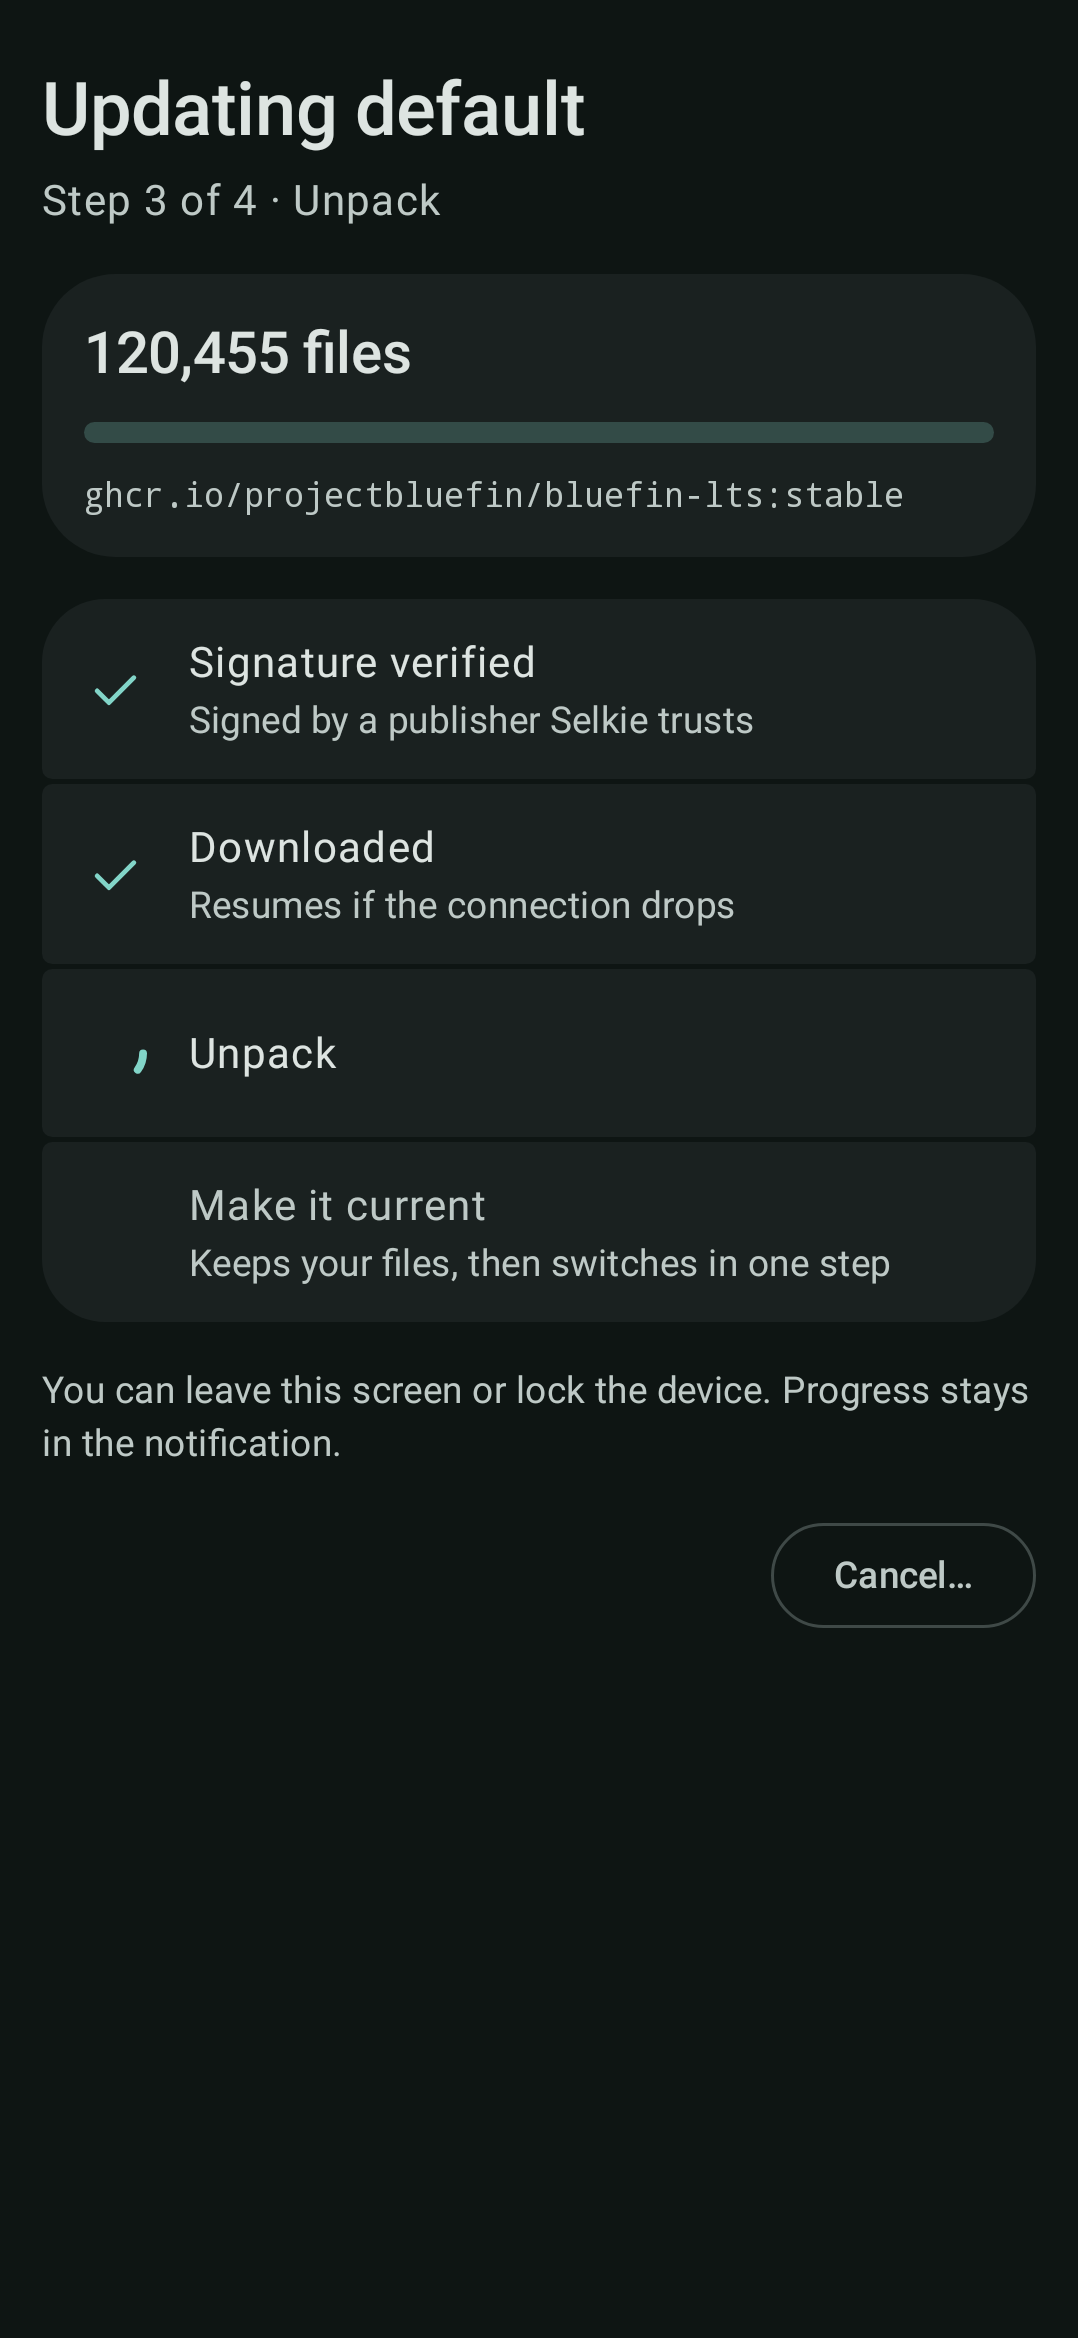 Updating default
Step 3 of 4 · Unpack
120,455 files
ghcr.io/projectbluefin/bluefin-lts:stable
Signature verified
Signed by a publisher Selkie trusts
Downloaded
Resumes if the connection drops
Unpack
Make it current
Keeps your files, then switches in one step
You can leave this screen or lock the device. Progress stays
in the notification.
Cancel…